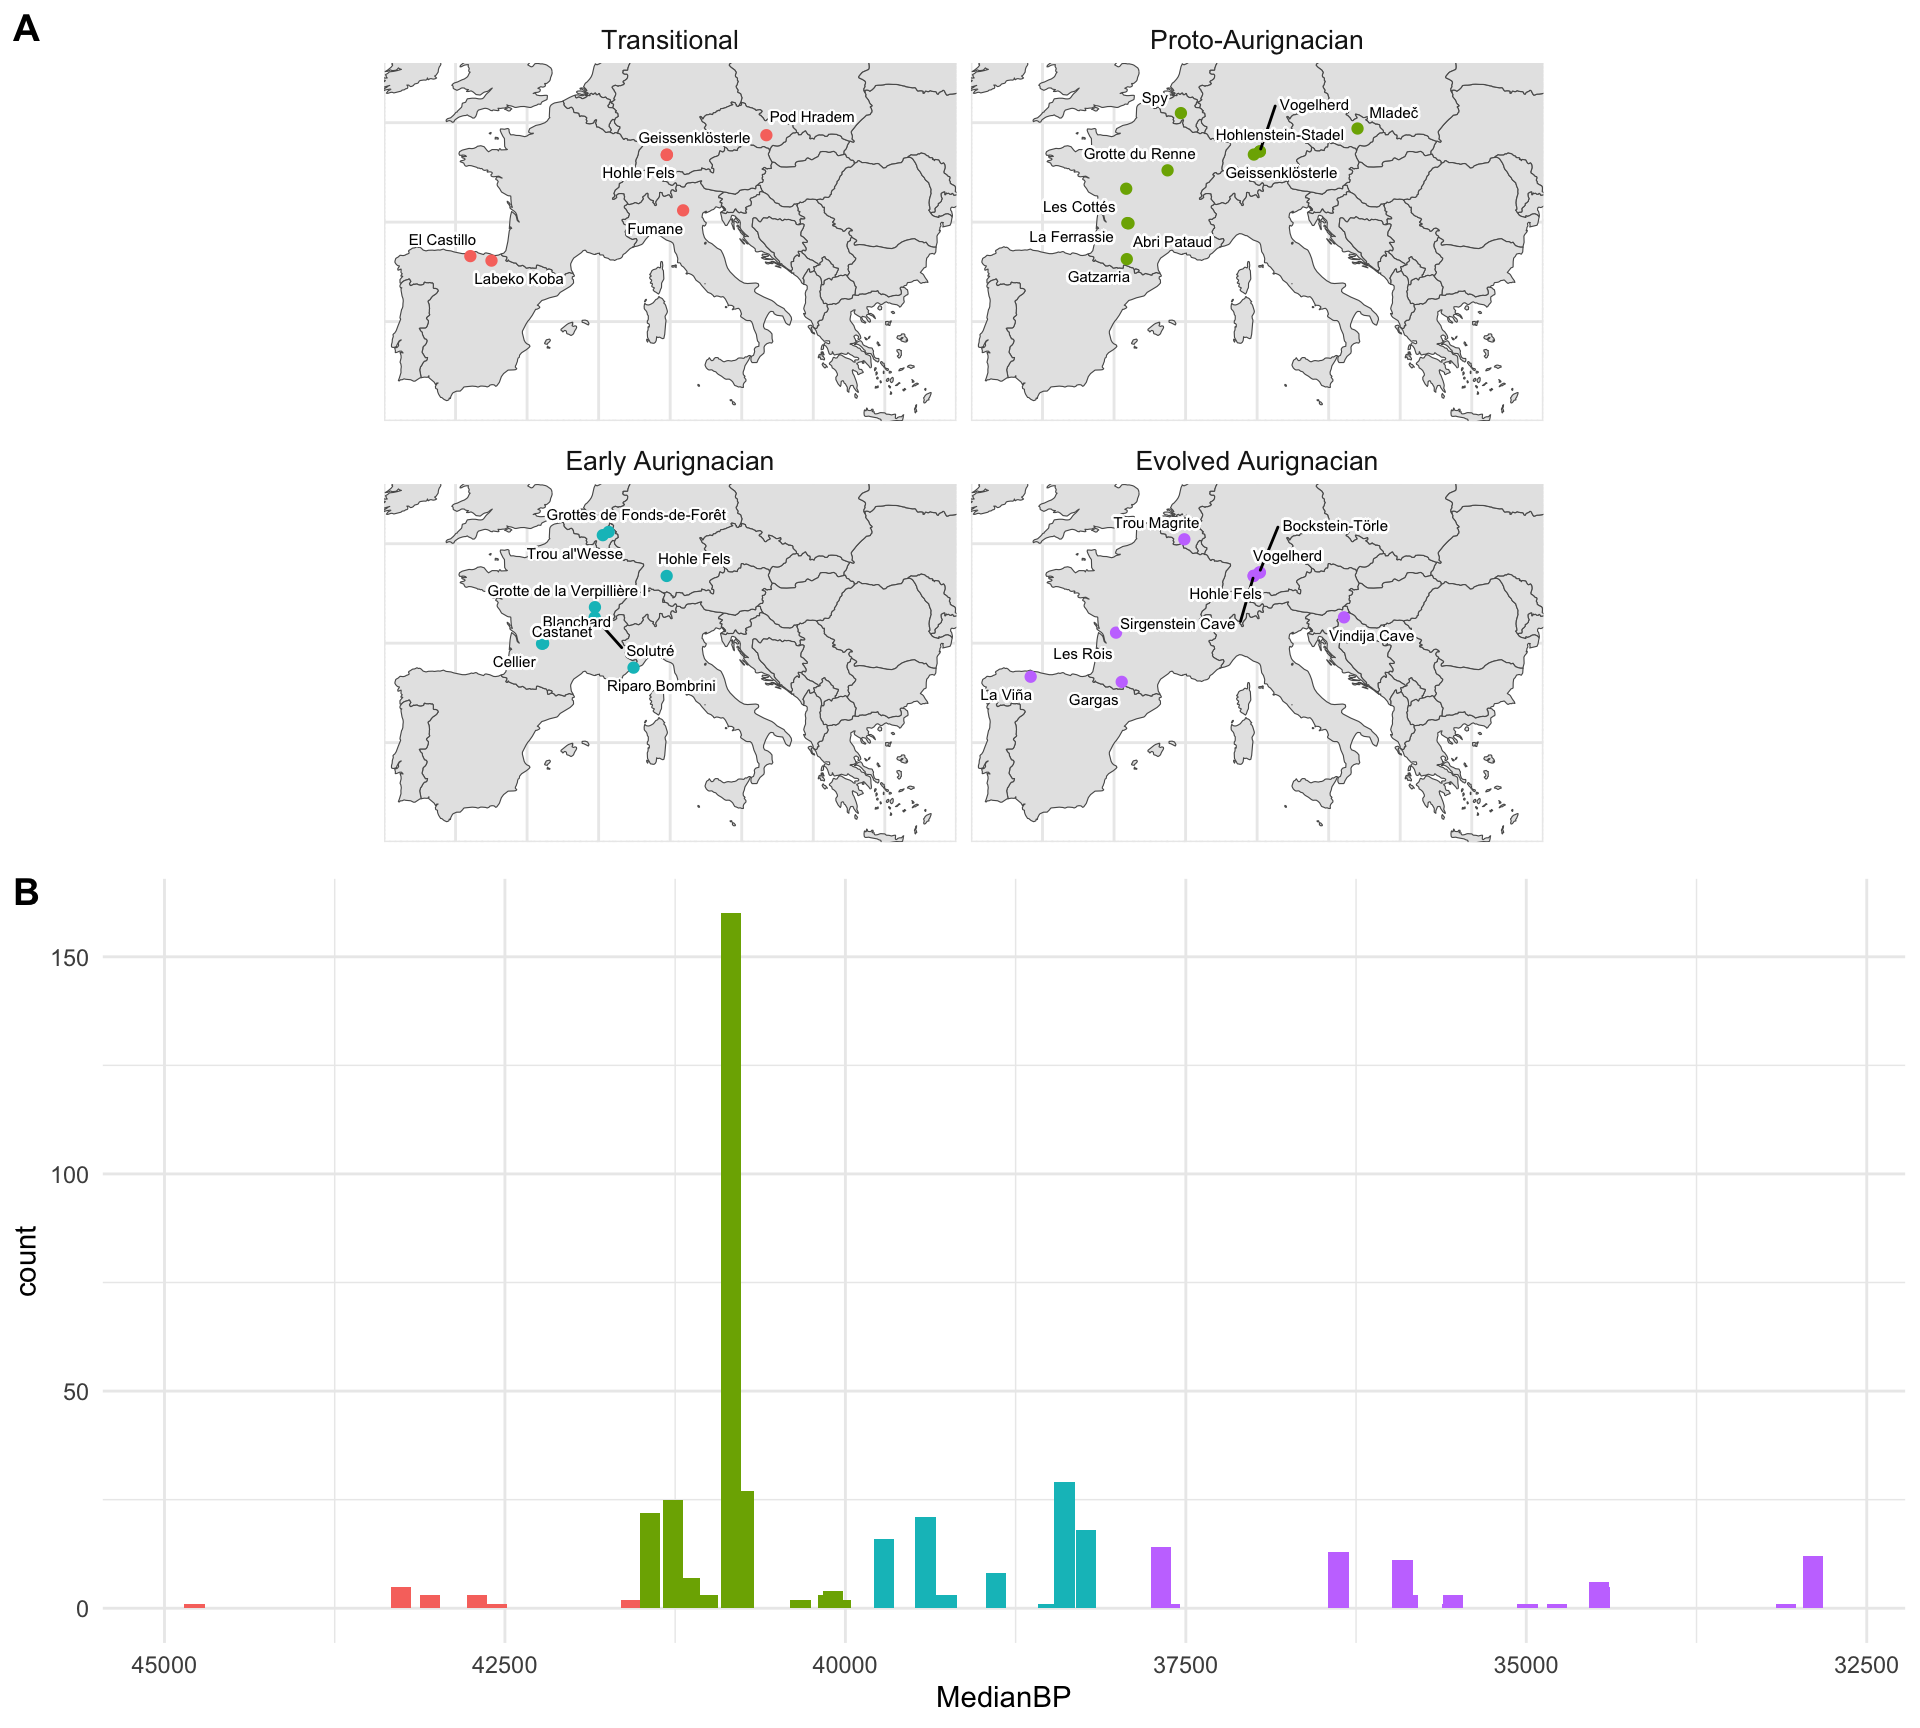 A
Transitional
Proto-Aurignacian
Pod Hradem
Geissenklösterle
Hohle Fels
Fumane
El Castillo
Labeko Koba
Spy
Vogelherd
Mladeč
Hohlenstein-Stadel
Grotte du Renne
Geissenklösterle
Les Cottés
La Ferrassie
Abri Pataud
Gatzarria
Early Aurignacian
Evolved Aurignacian
Grottes de Fonds-de-Forêt
Trou al'Wesse
Hohle Fels
Grotte de la Verpillière I
Blanchard
Castanet
Solutré
Cellier
Riparo Bombrini
Trou Magrite
Bockstein-Törle
Vogelherd
Hohle Fels
Sirgenstein Cave
Vindija Cave
Les Rois
La Viña
Gargas
B
150
100
50
0
count
45000 42500 40000 37500 35000 32500
MedianBP